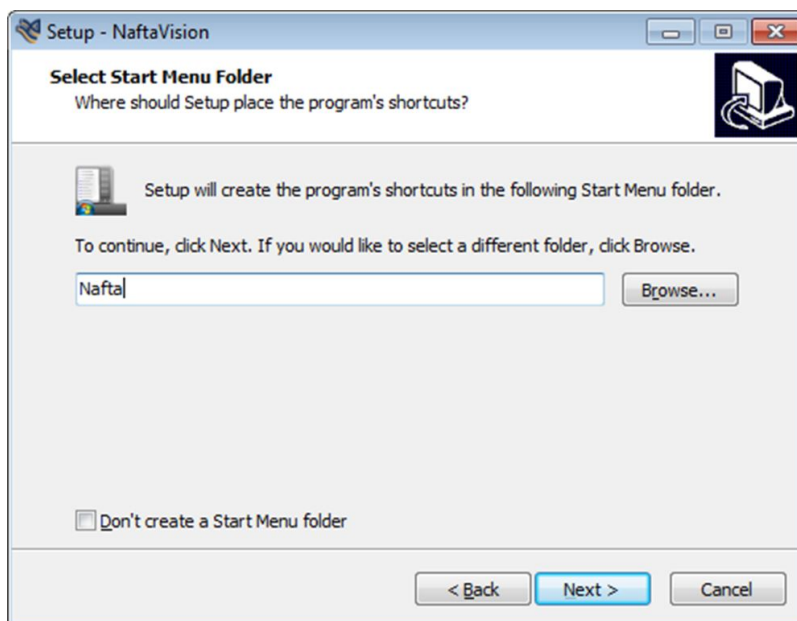 Setup - NaftaVision
Select Start Menu Folder
Where should Setup place the program's shortcuts?
Setup will create the program's shortcuts in the following Start Menu folder.
To continue, click Next. If you would like to select a different folder, click Browse.
Nafta
Browse...
Don't create a Start Menu folder
< Back
Next >
Cancel